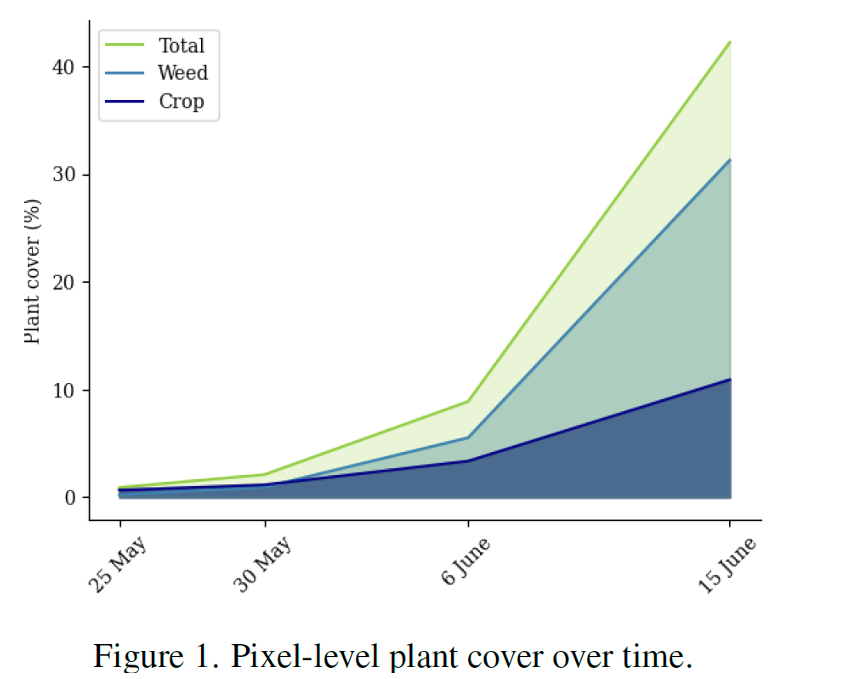 Total
Weed
Crop
40
30
20
10
0
Plant cover (%)
25 May
30 May
6 June
15 June
Figure 1. Pixel-level plant cover over time.